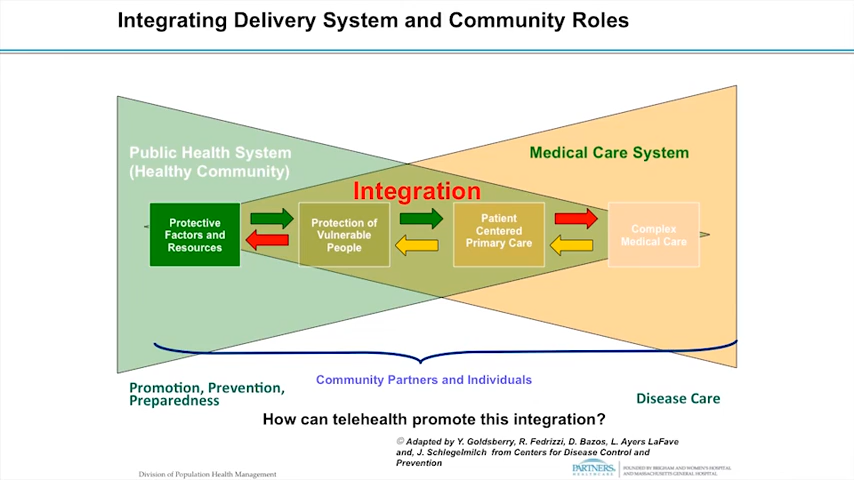 Integrating Delivery System and Community Roles
Public Health System
(Healthy Community)
Medical Care System
Integration
Protective
Factors and
Resources
Protection of
Vulnerable
People
Patient
Centered
Primary Care
Complex
Medical Care
Community Partners and Individuals
Promotion, Prevention,
Preparedness
Disease Care
How can telehealth promote this integration?
© Adapted by Y. Goldsberry, R. Fedrizzi, D. Bazos, L. Ayers LaFave
and, J. Schlegelmilch from Centers for Disease Control and
Prevention
Division of Population Health Management
PARTNERS.
HEALTHCARE
FOUNDED BY BRIGHAM AND WOMEN'S HOSPITAL
AND MASSACHUSETTS GENERAL HOSPITAL